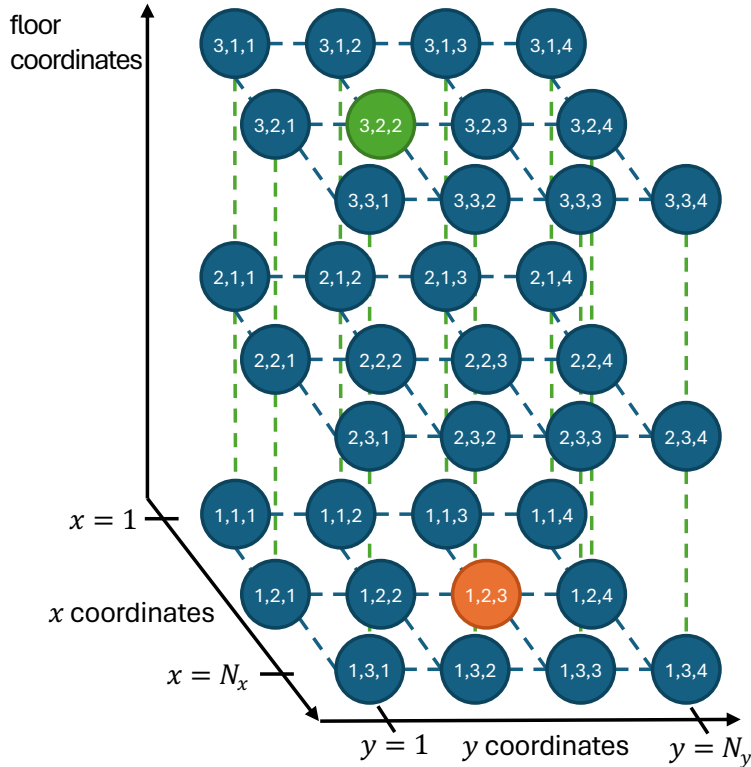 floor
coordinates
3,1,1 3,1,2 3,1,3 3,1,4
3,2,1 3,2,2 3,2,3 3,2,4
3,3,1 3,3,2 3,3,3 3,3,4
2,1,1 2,1,2 2,1,3 2,1,4
2,2,1 2,2,2 2,2,3 2,2,4
2,3,1 2,3,2 2,3,3 2,3,4
1,1,1 1,1,2 1,1,3 1,1,4
x = 1
1,2,1 1,2,2 1,2,3 1,2,4
x coordinates
1,3,1 1,3,2 1,3,3 1,3,4
x = N_x
y = 1 y coordinates y = N_y